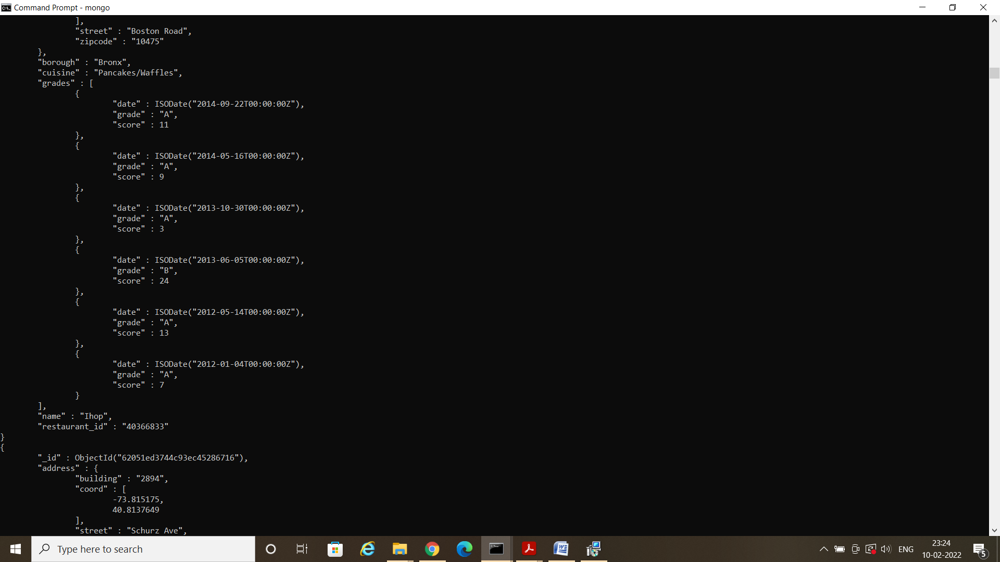 Command Prompt - mongo
],
"street" : "Boston Road",
"zipcode" : "10475"
},
"borough" : "Bronx",
"cuisine" : "Pancakes/Waffles",
"grades" : [
{
"date" : ISODate("2014-09-22T00:00:00Z"),
"grade" : "A",
"score" : 11
},
{
"date" : ISODate("2014-05-16T00:00:00Z"),
"grade" : "A",
"score" : 9
},
{
"date" : ISODate("2013-10-30T00:00:00Z"),
"grade" : "A",
"score" : 3
},
{
"date" : ISODate("2013-06-05T00:00:00Z"),
"grade" : "B",
"score" : 24
},
{
"date" : ISODate("2012-05-14T00:00:00Z"),
"grade" : "A",
"score" : 13
},
{
"date" : ISODate("2012-01-04T00:00:00Z"),
"grade" : "A",
"score" : 7
}
],
"name" : "Ihop",
"restaurant_id" : "40366833"
}
{
"_id" : ObjectId("62051ed3744c93ec45286716"),
"address" : {
"building" : "2894",
"coord" : [
-73.815175,
40.8137649
],
"street" : "Schurz Ave",
Type here to search
ENG
23:24
10-02-2022
5